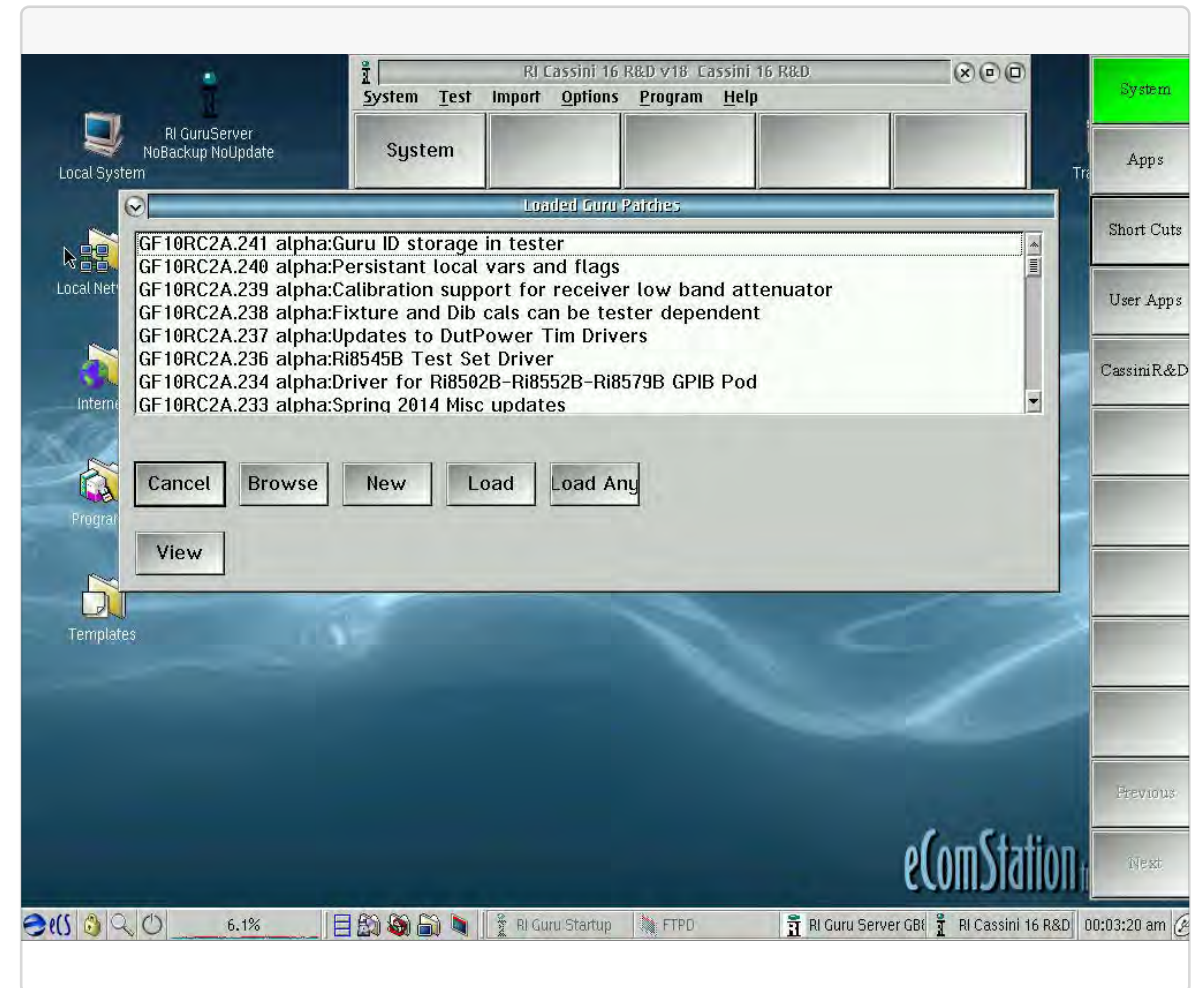 RI Cassini 16 R&D v18 Cassini 16 R&D
System Test Import Options Program Help
System
RI GuruServer
NoBackup NoUpdate
Local System
Loaded Guru Patches
GF10RC2A.241 alpha:Guru ID storage in tester
GF10RC2A.240 alpha:Persistant local vars and flags
GF10RC2A.239 alpha:Calibration support for receiver low band attenuator
GF10RC2A.238 alpha:Fixture and Dib cals can be tester dependent
GF10RC2A.237 alpha:Updates to DutPower Tim Drivers
GF10RC2A.236 alpha:Ri8545B Test Set Driver
GF10RC2A.234 alpha:Driver for Ri8502B-Ri8552B-Ri8579B GPIB Pod
GF10RC2A.233 alpha:Spring 2014 Misc updates
Cancel Browse New Load Load Any
View
Local Net
Interne
Progra
Templates
System
Apps
Short Cuts
User Apps
CassiniR&D
Previous
Next
eComStation
eCS 6.1% RI Guru Startup FTPD RI Guru Server RI Cassini 16 R&D 00:03:20 am